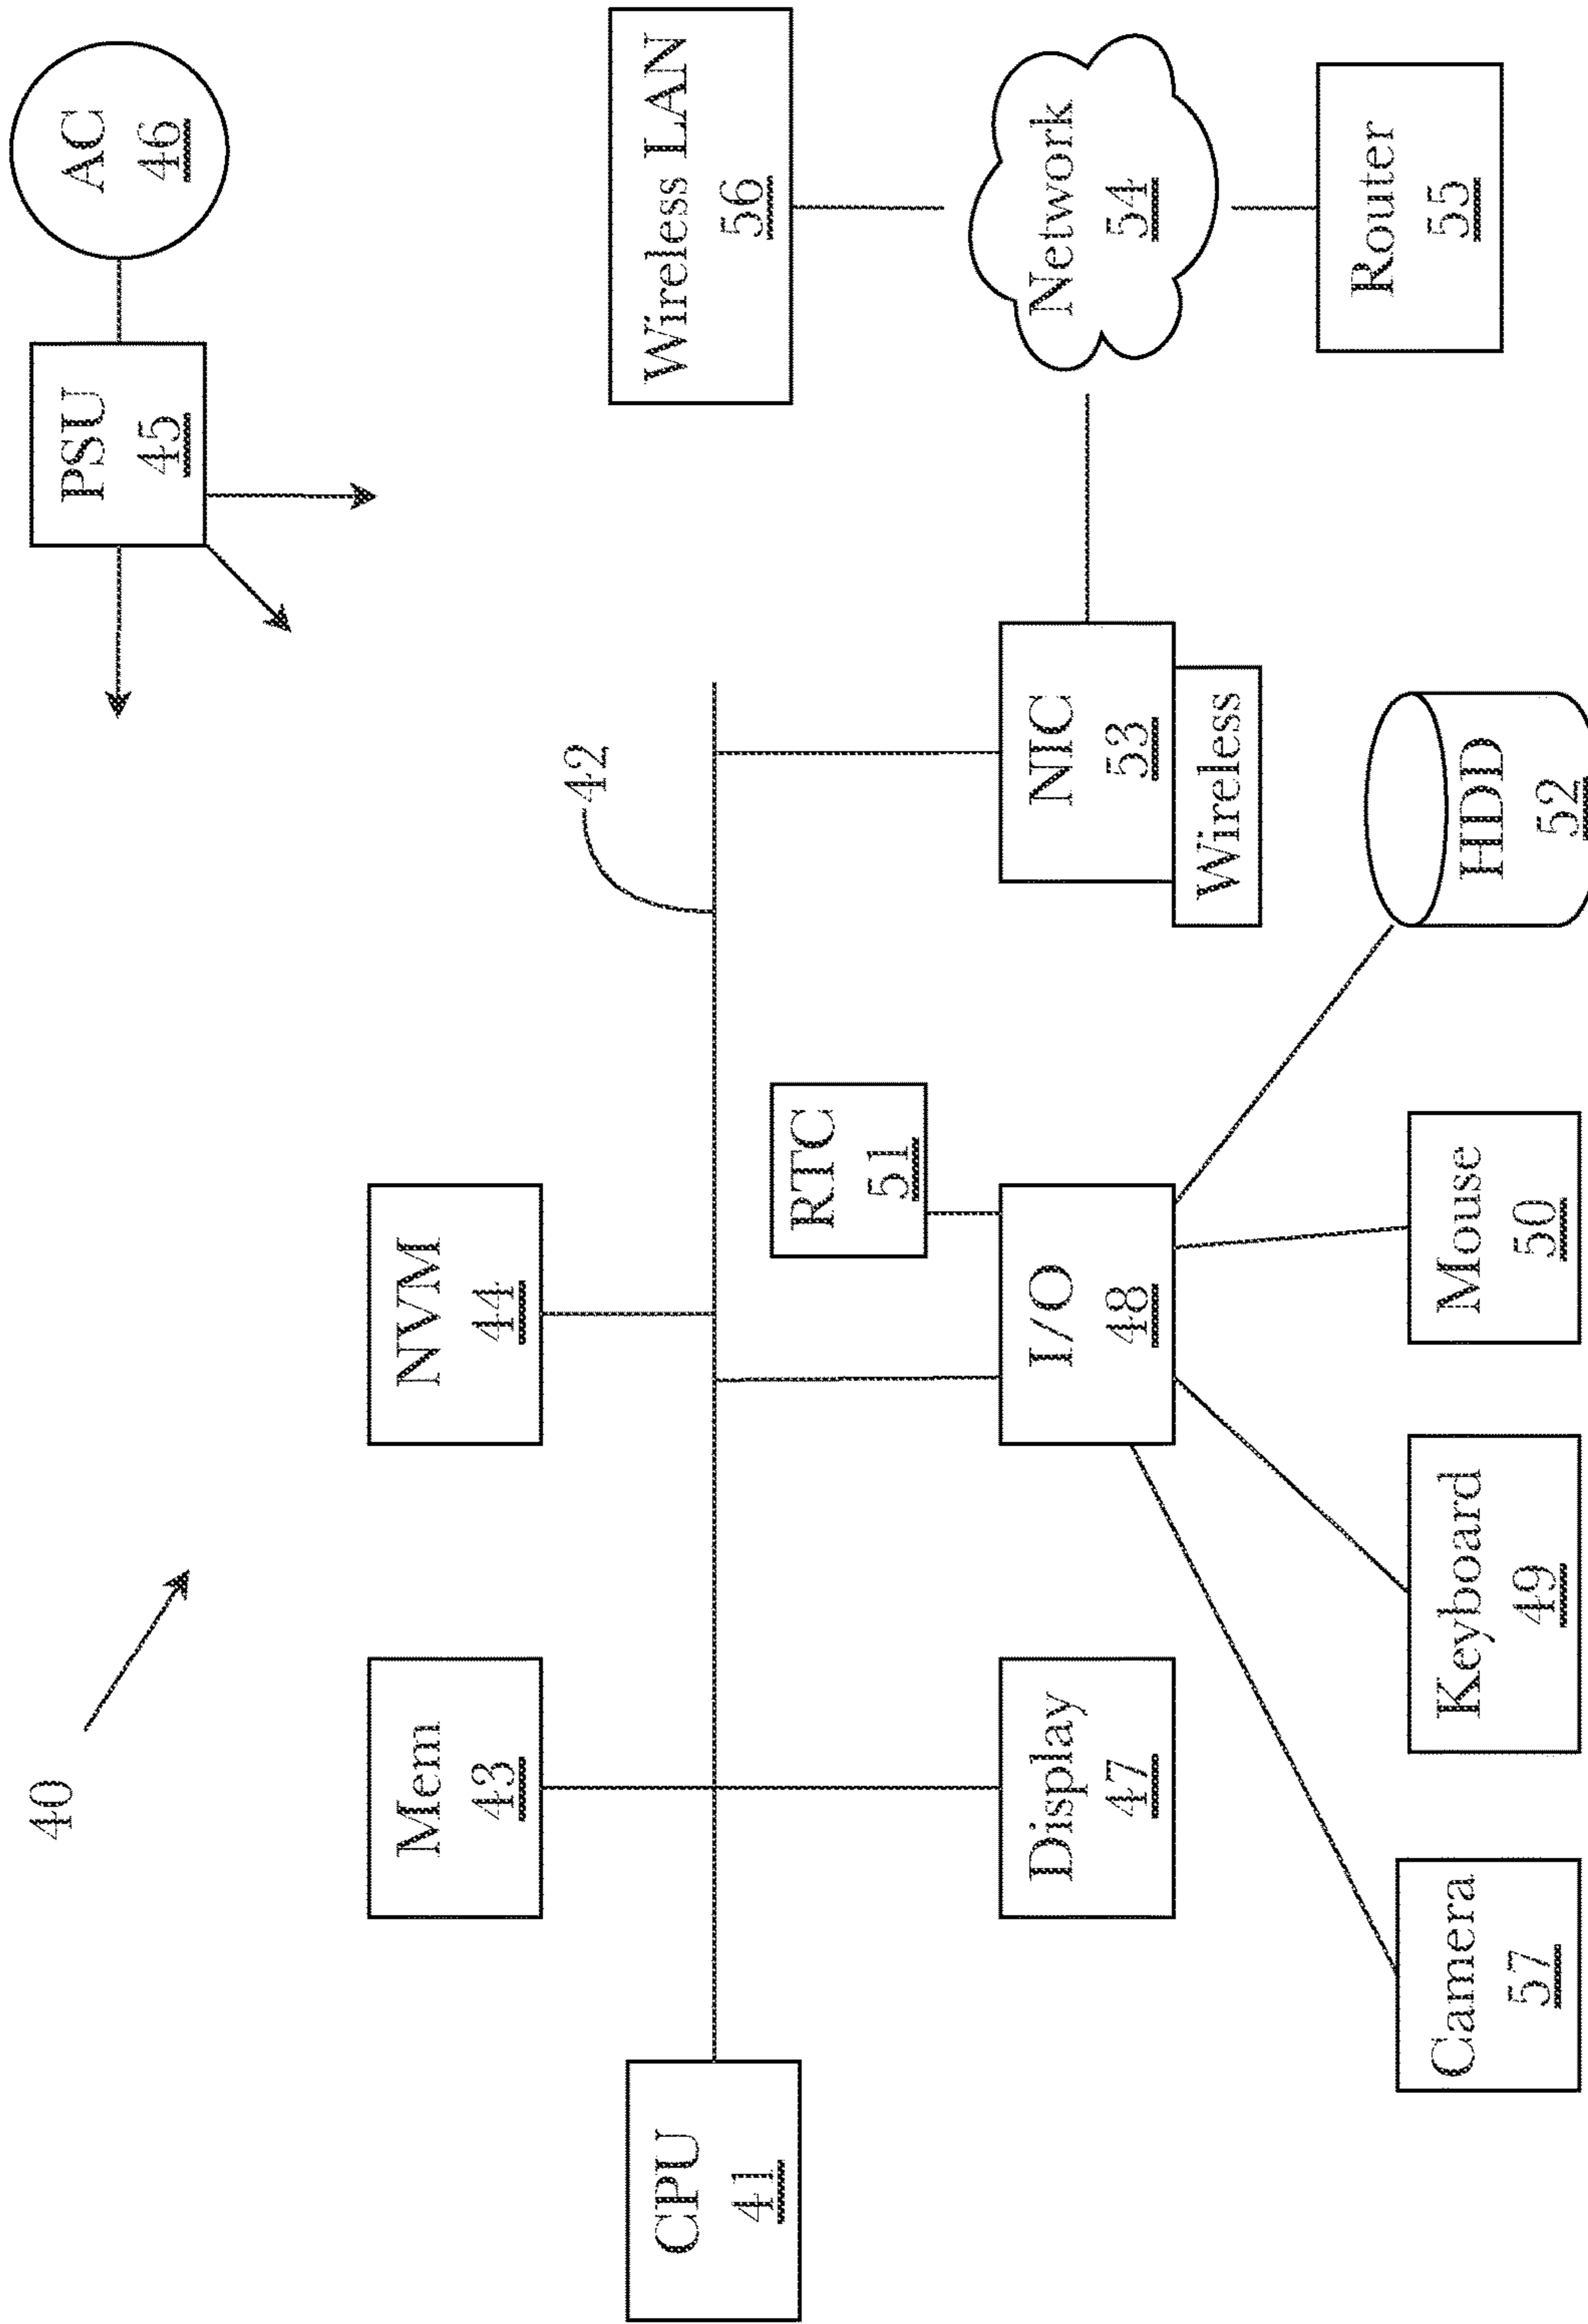 40
PSU
45
AC
46
Mem
43
NVM
44
42
CPU
41
RTC
51
Wireless LAN
56
Display
47
I/O
48
NIC
53
Wireless
Network
54
Camera
57
Keyboard
49
Mouse
50
HDD
52
Router
55